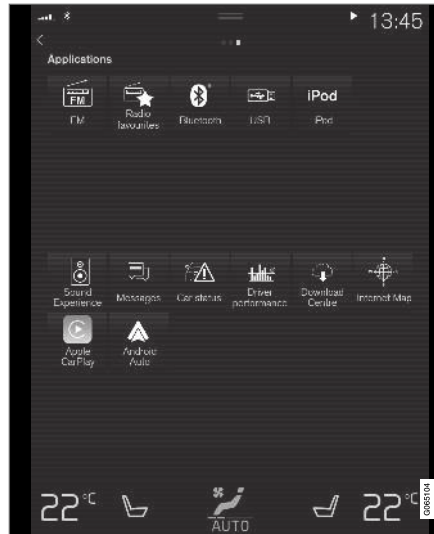 13:45
Applications
FM
iPod
FM
Radio
favourites
Bluetooth
USB
iPod
Sound
Experience
Messages
Car status
Driver
performance
Download
Centre
Internet Map
Apple
CarPlay
Android
Auto
22°C
AUTO
22°C
G065104